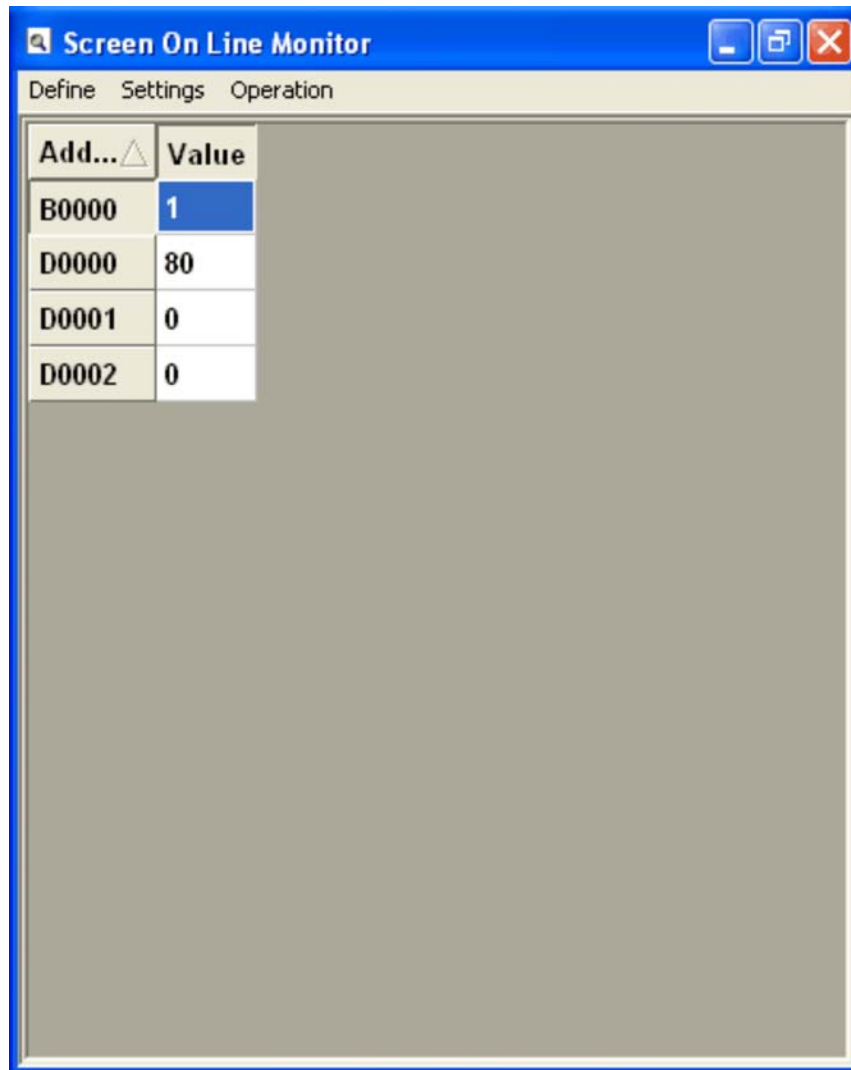 Screen On Line Monitor
Define Settings Operation
Add... Value
B0000 1
D0000 80
D0001 0
D0002 0